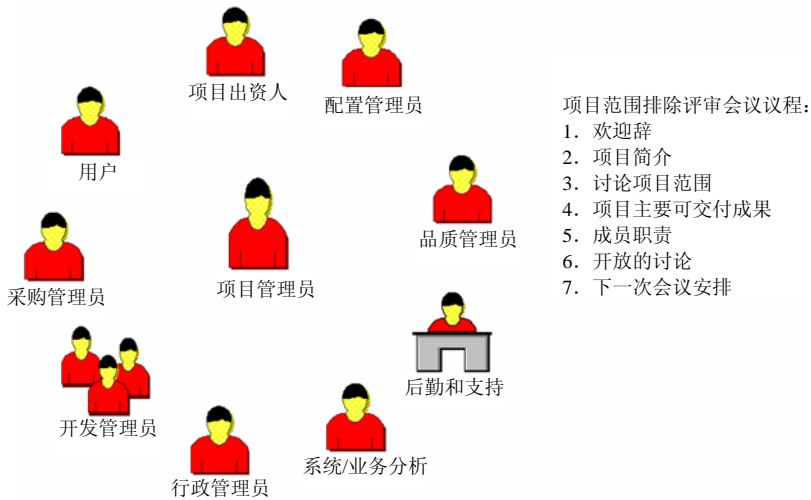 项目出资人
配置管理员
用户
品质管理员
项目管理员
采购管理员
后勤和支持
开发管理员
系统/业务分析
行政管理员
项目范围排除评审会议议程:
1．欢迎辞
2．项目简介
3．讨论项目范围
4．项目主要可交付成果
5．成员职责
6．开放的讨论
7．下一次会议安排